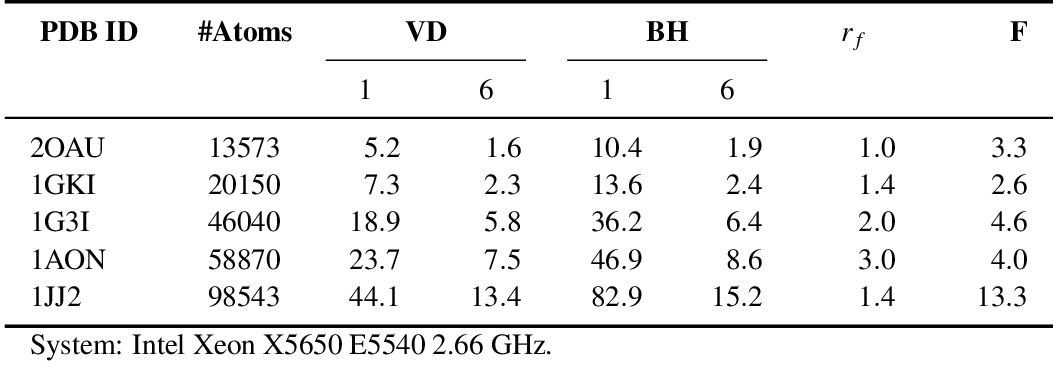 PDB ID #Atoms VD BH r_f F
1 6 1 6
2OAU 13573 5.2 1.6 10.4 1.9 1.0 3.3
1GKI 20150 7.3 2.3 13.6 2.4 1.4 2.6
1G3I 46040 18.9 5.8 36.2 6.4 2.0 4.6
1AON 58870 23.7 7.5 46.9 8.6 3.0 4.0
1JJ2 98543 44.1 13.4 82.9 15.2 1.4 13.3
System: Intel Xeon X5650 E5540 2.66 GHz.